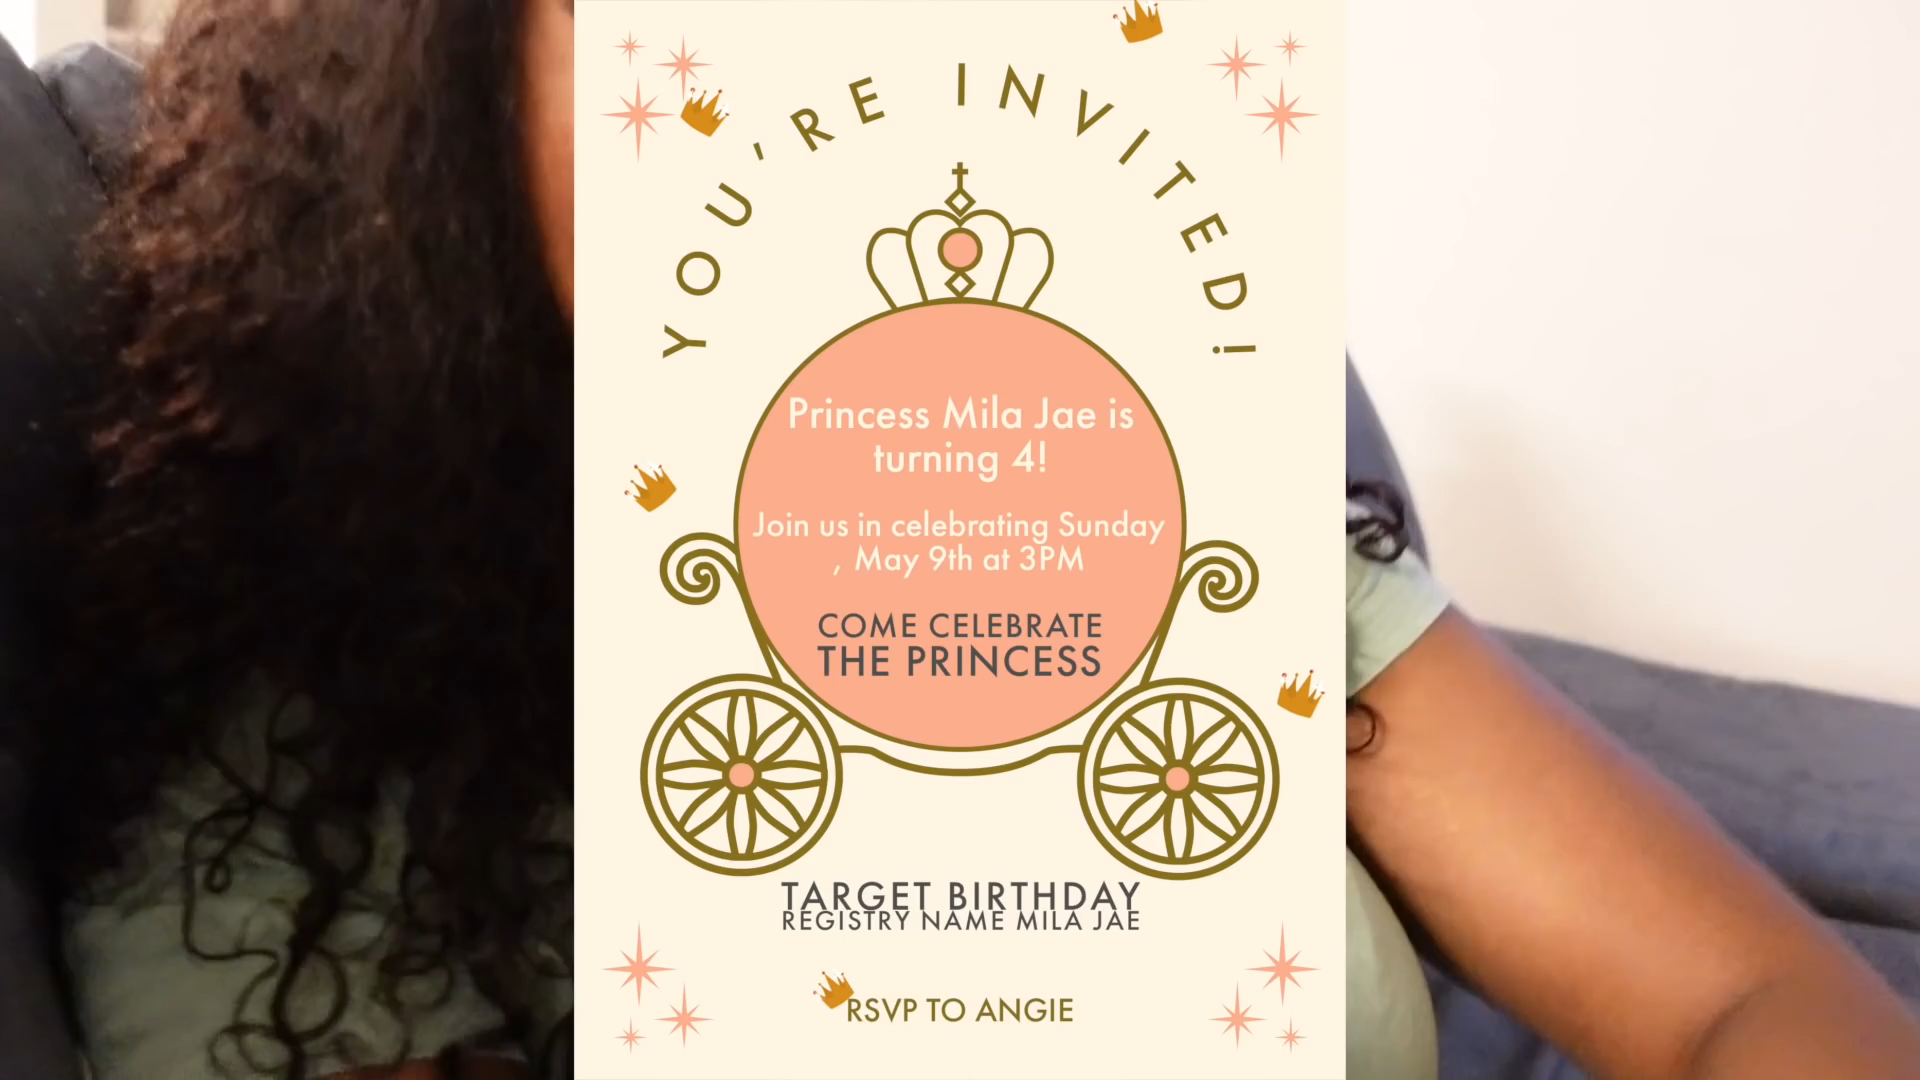 YOU'RE INVITED!
Princess Mila Jae is
turning 4!
Join us in celebrating Sunday
, May 9th at 3PM
COME CELEBRATE
THE PRINCESS
TARGET BIRTHDAY
REGISTRY NAME MILA JAE
RSVP TO ANGIE